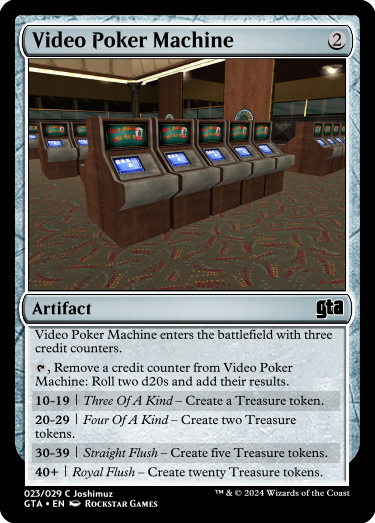 Video Poker Machine 2
Artifact gta
Video Poker Machine enters the battlefield with three
credit counters.
, Remove a credit counter from Video
Poker Machine: Roll two d20s and add their results.
10-19 | Three Of A Kind – Create a Treasure token.
20-29 | Four Of A Kind – Create two Treasure
tokens.
30-39 | Straight Flush – Create five Treasure tokens.
40+ | Royal Flush – Create twenty Treasure tokens.
023/029 C Joshimuz
GTA • EN Rockstar Games
™ & © 2024 Wizards of the Coast